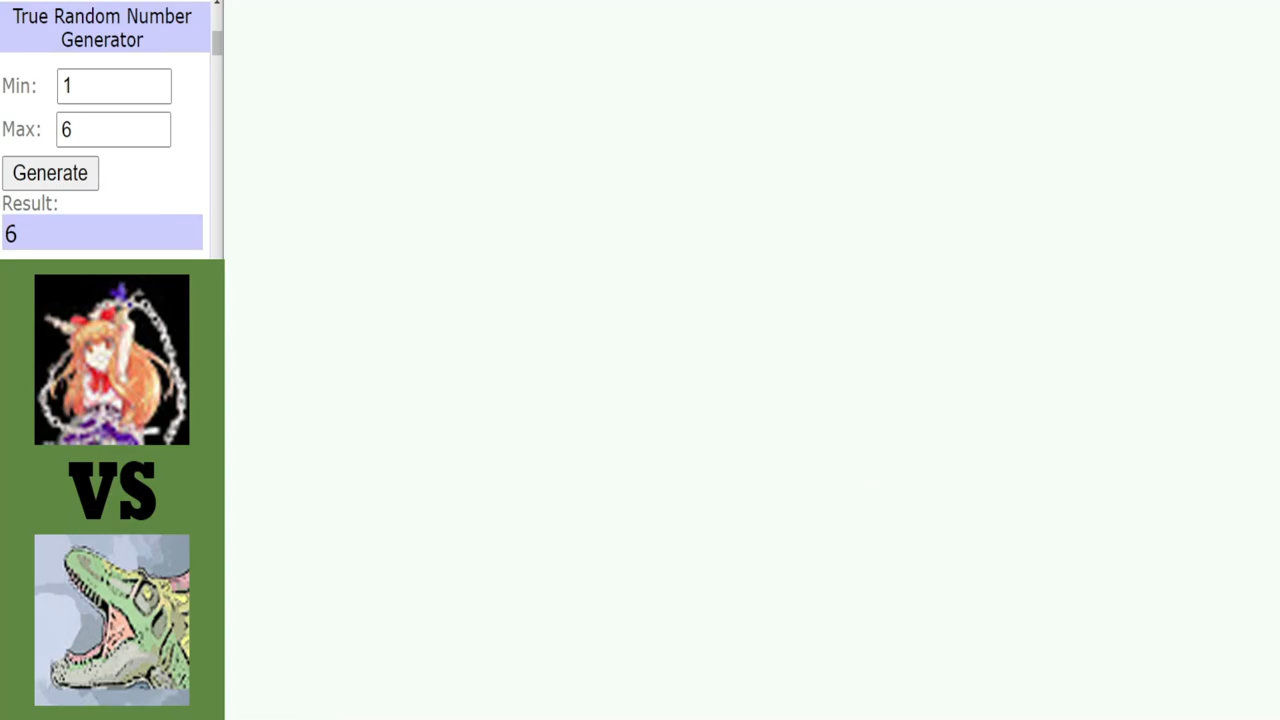 True Random Number
Generator
Min: 1
Max: 6
Generate
Result:
6
VS